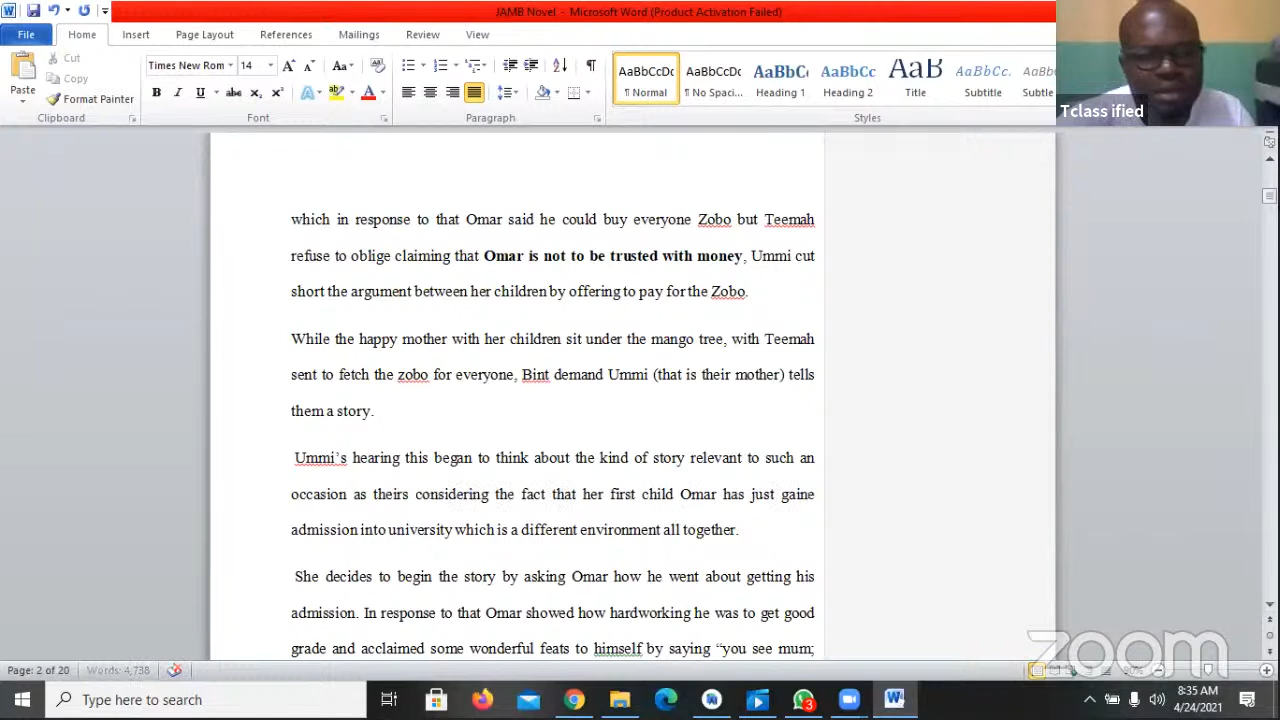 JAMB Novel - Microsoft Word (Product Activation Failed)
File Home Insert Page Layout References Mailings Review View
Paste
Cut
Copy
Format Painter
Clipboard
Times New Rom 14
Font
Paragraph
AaBbCcDc AaBbCcDc AaBbC AaBbCc AaB AaBbCc. AaBbC
¶ Normal ¶ No Spaci... Heading 1 Heading 2 Title Subtitle Subtle
Styles
Tclass ified
which in response to that Omar said he could buy everyone Zobo but Teemah
refuse to oblige claiming that Omar is not to be trusted with money, Ummi cut
short the argument between her children by offering to pay for the Zobo.
While the happy mother with her children sit under the mango tree, with Teemah
sent to fetch the zobo for everyone, Bint demand Ummi (that is their mother) tells
them a story.
Ummi's hearing this began to think about the kind of story relevant to such an
occasion as theirs considering the fact that her first child Omar has just gaine
admission into university which is a different environment all together.
She decides to begin the story by asking Omar how he went about getting his
admission. In response to that Omar showed how hardworking he was to get good
grade and acclaimed some wonderful feats to himself by saying “you see mum;
zoom
Page: 2 of 20 Words: 4,738
Type here to search
3
8:35 AM
4/24/2021